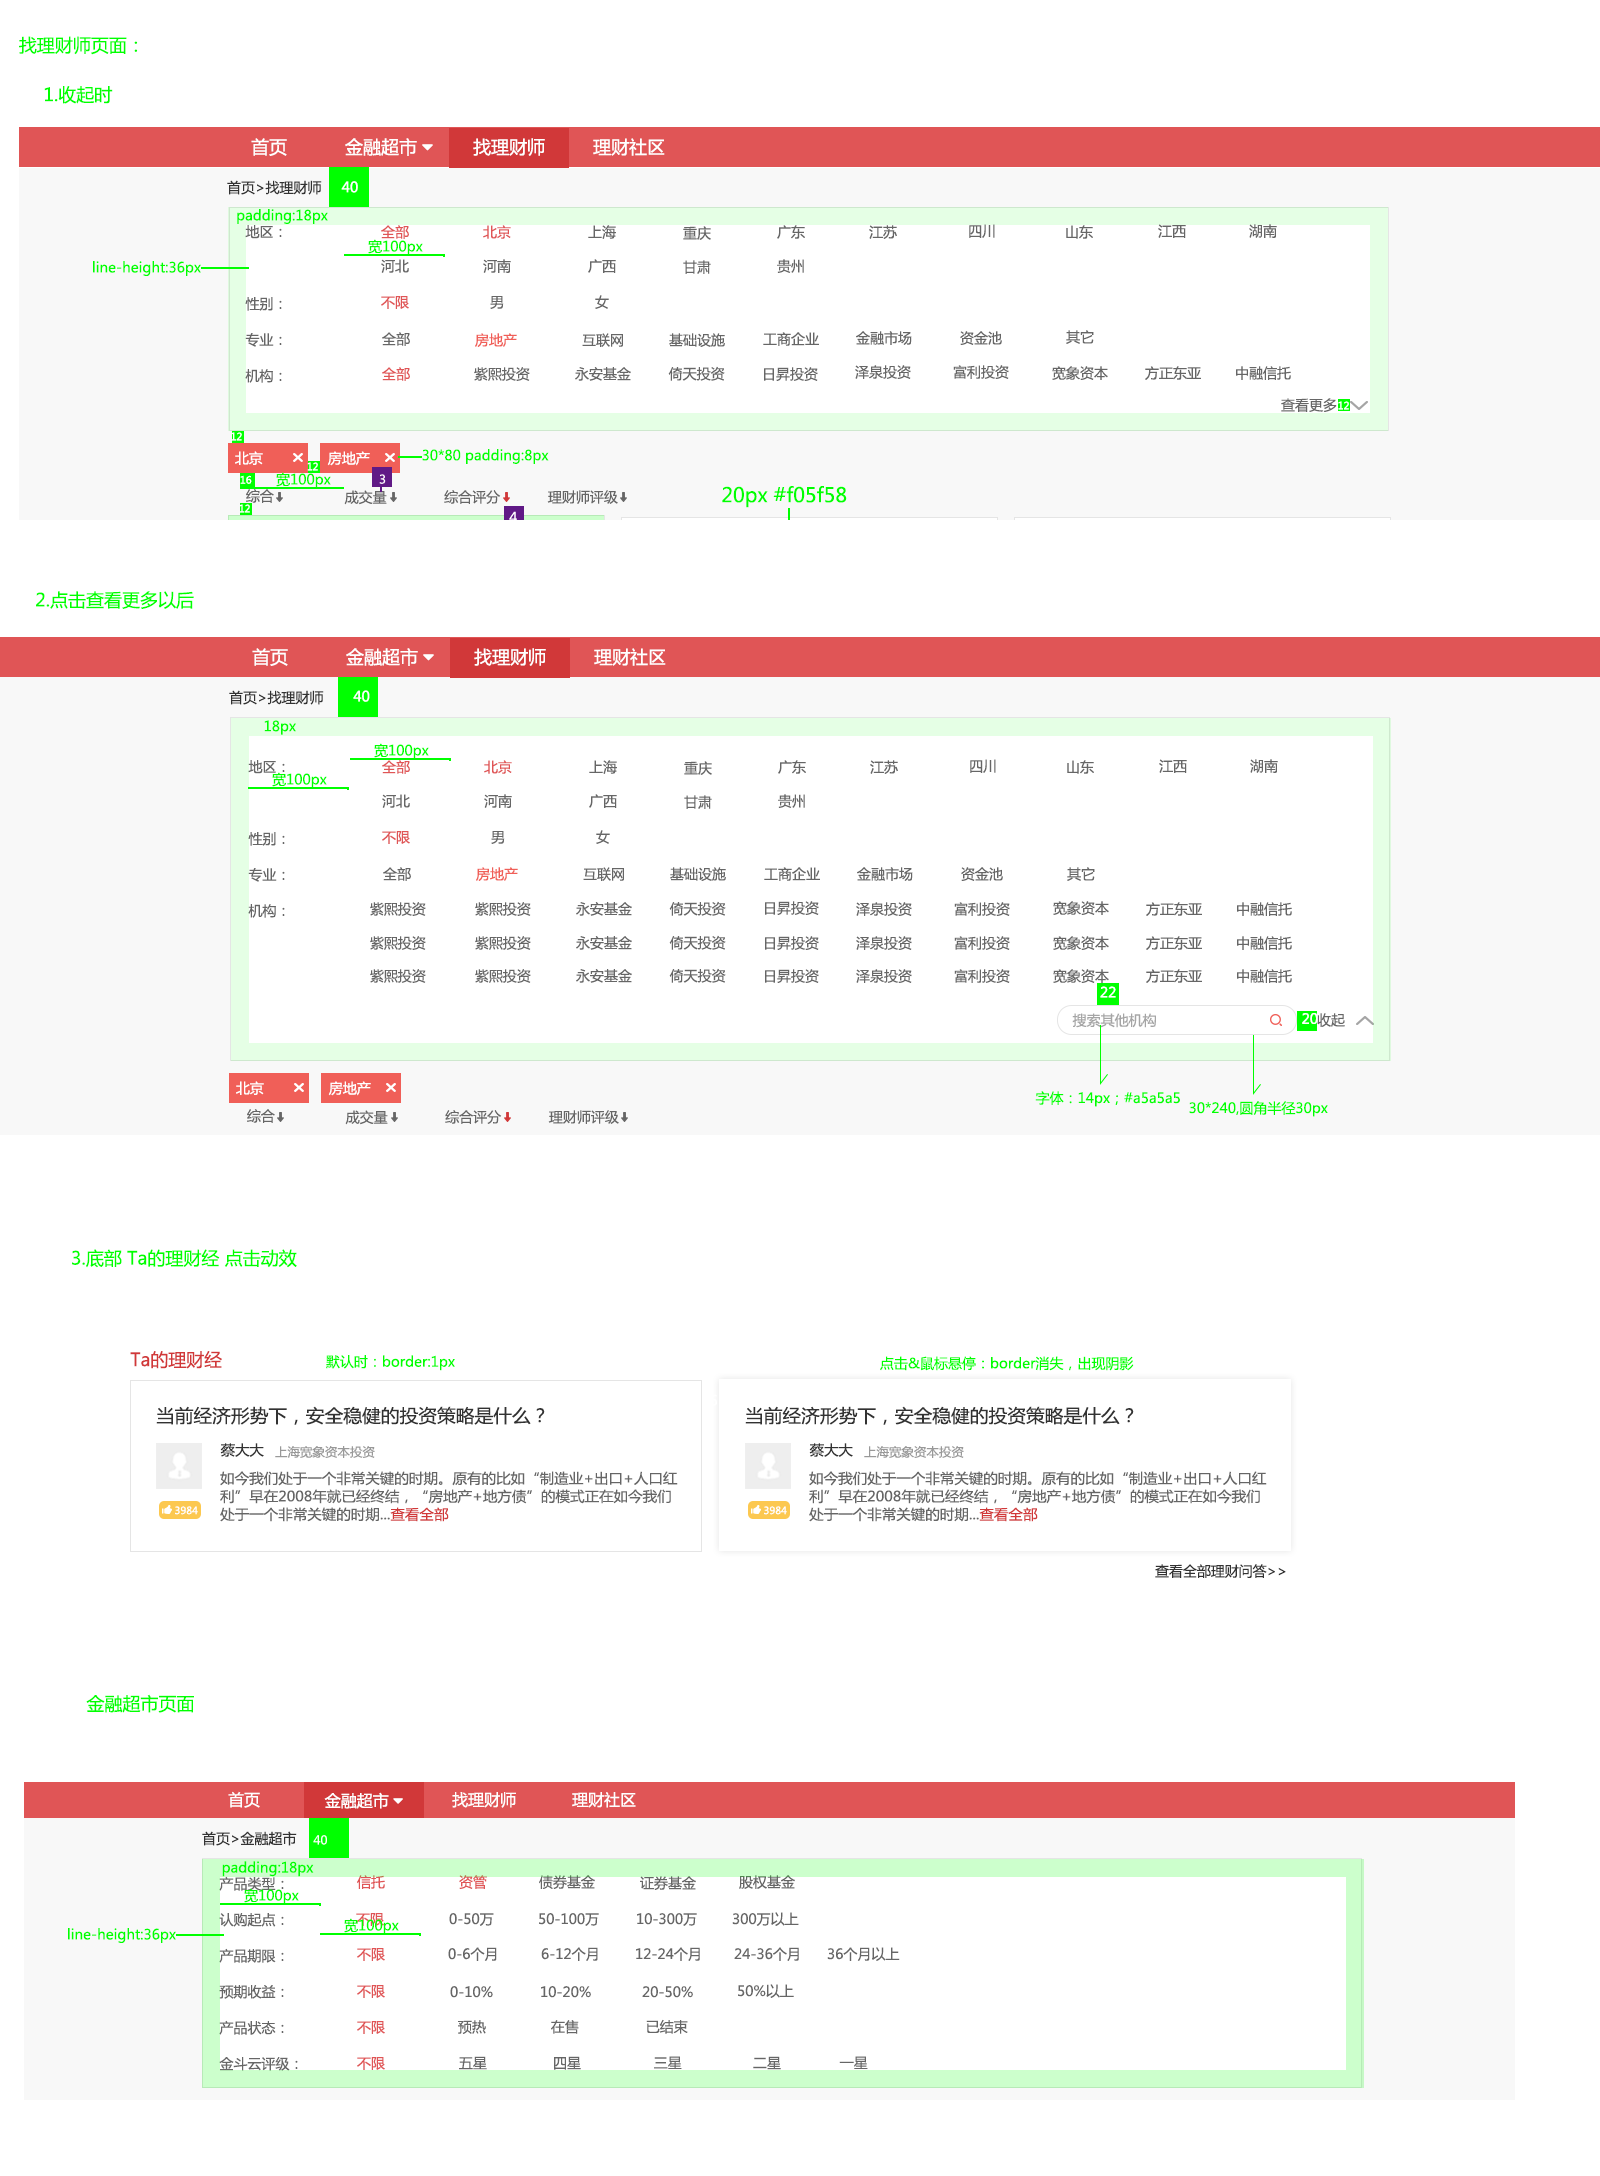 找理财师页面：
1.收起时
首页 金融超市 找理财师 理财社区
首页>找理财师 40
padding:18px
地区： 全部 北京 上海 重庆 广东 江苏 四川 山东 江西 湖南
宽100px
line-height:36px
河北 河南 广西 甘肃 贵州
性别： 不限 男 女
专业： 全部 房地产 互联网 基础设施 工商企业 金融市场 资金池 其它
机构： 全部 紫熙投资 永安基金 倚天投资 日昇投资 泽泉投资 富利投资 宽象资本 方正东亚 中融信托
查看更多 12
12
北京 × 房地产 × 30*80 padding:8px
12
16 宽100px 3
综合 成交量 综合评分 理财师评级 20px #f05f58
12 4
2.点击查看更多以后
首页 金融超市 找理财师 理财社区
首页>找理财师 40
18px
宽100px
地区： 全部 北京 上海 重庆 广东 江苏 四川 山东 江西 湖南
宽100px
河北 河南 广西 甘肃 贵州
性别： 不限 男 女
专业： 全部 房地产 互联网 基础设施 工商企业 金融市场 资金池 其它
机构： 紫熙投资 紫熙投资 永安基金 倚天投资 日昇投资 泽泉投资 富利投资 宽象资本 方正东亚 中融信托
紫熙投资 紫熙投资 永安基金 倚天投资 日昇投资 泽泉投资 富利投资 宽象资本 方正东亚 中融信托
紫熙投资 紫熙投资 永安基金 倚天投资 日昇投资 泽泉投资 富利投资 宽象资本 方正东亚 中融信托
22
搜索其他机构 20 收起
北京 × 房地产 ×
字体：14px；#a5a5a5 30*240,圆角半径30px
综合 成交量 综合评分 理财师评级
3.底部 Ta的理财经 点击动效
Ta的理财经 默认时：border:1px 点击&鼠标悬停：border消失，出现阴影
当前经济形势下，安全稳健的投资策略是什么？
蔡大大 上海宽象资本投资
如今我们处于一个非常关键的时期。原有的比如“制造业+出口+人口红
利”早在2008年就已经终结，“房地产+地方债”的模式正在如今我们
处于一个非常关键的时期...查看全部
3984
当前经济形势下，安全稳健的投资策略是什么？
蔡大大 上海宽象资本投资
如今我们处于一个非常关键的时期。原有的比如“制造业+出口+人口红
利”早在2008年就已经终结，“房地产+地方债”的模式正在如今我们
处于一个非常关键的时期...查看全部
3984
查看全部理财问答>>
金融超市页面
首页 金融超市 找理财师 理财社区
首页>金融超市 40
padding:18px
产品类型： 信托 资管 债券基金 证券基金 股权基金
宽100px
认购起点： 不限 0-50万 50-100万 10-300万 300万以上
宽100px
line-height:36px
产品期限： 不限 0-6个月 6-12个月 12-24个月 24-36个月 36个月以上
预期收益： 不限 0-10% 10-20% 20-50% 50%以上
产品状态： 不限 预热 在售 已结束
金斗云评级： 不限 五星 四星 三星 二星 一星